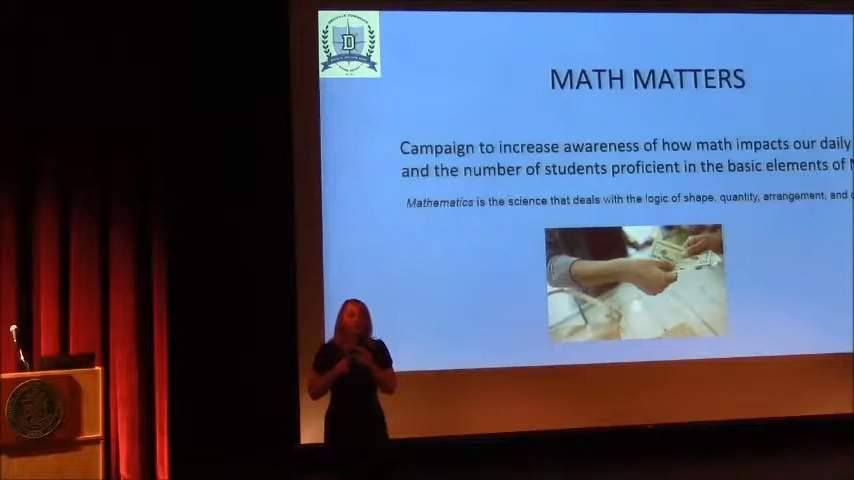 D
MATH MATTERS
Campaign to increase awareness of how math impacts our daily
and the number of students proficient in the basic elements of
Mathematics is the science that deals with the logic of shape, quantity, arrangement, and